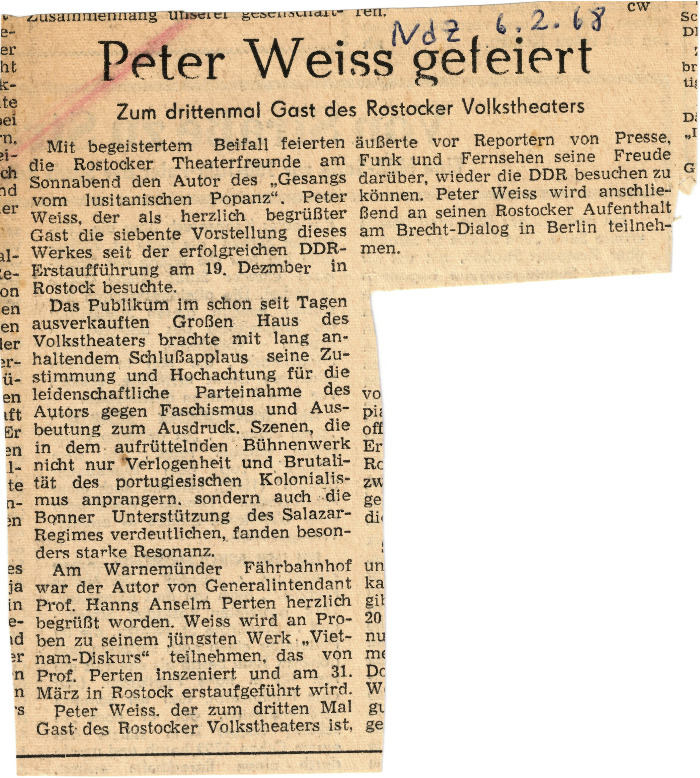 Zusammenhang unserer gesellschaft- ren.
cw
NdZ 6.2.68
Peter Weiss gefeiert
Zum drittenmal Gast des Rostocker Volkstheaters
Mit begeistertem Beifall feierten
die Rostocker Theaterfreunde am
Sonnabend den Autor des „Gesangs
vom lusitanischen Popanz“. Peter
Weiss, der als herzlich begrüßter
Gast die siebente Vorstellung dieses
Werkes seit der erfolgreichen DDR-
Erstaufführung am 19. Dezmber in
Rostock besuchte.
Das Publikum im schon seit Tagen
ausverkauften Großen Haus des
Volkstheaters brachte mit lang an-
haltendem Schlußapplaus seine Zu-
stimmung und Hochachtung für die
leidenschaftliche Parteinahme des
Autors gegen Faschismus und Aus-
beutung zum Ausdruck. Szenen, die
in dem aufrüttelnden Bühnenwerk
nicht nur Verlogenheit und Brutali-
tät des portugiesischen Kolonialis-
mus anprangern, sondern auch die
Bonner Unterstützung des Salazar-
Regimes verdeutlichen, fanden beson-
ders starke Resonanz.
Am Warnemünder Fährbahnhof
war der Autor von Generalintendant
Prof. Hanns Anselm Perten herzlich
begrüßt worden. Weiss wird an Pro-
ben zu seinem jüngsten Werk „Viet-
nam-Diskurs“ teilnehmen, das von
Prof. Perten inszeniert und am 31.
März in Rostock erstaufgeführt wird.
Peter Weiss, der zum dritten Mal
Gast des Rostocker Volkstheaters ist,
äußerte vor Reportern von Presse,
Funk und Fernsehen seine Freude
darüber, wieder die DDR besuchen zu
können. Peter Weiss wird anschlie-
ßend an seinen Rostocker Aufenthalt
am Brecht-Dialog in Berlin teilneh-
men.